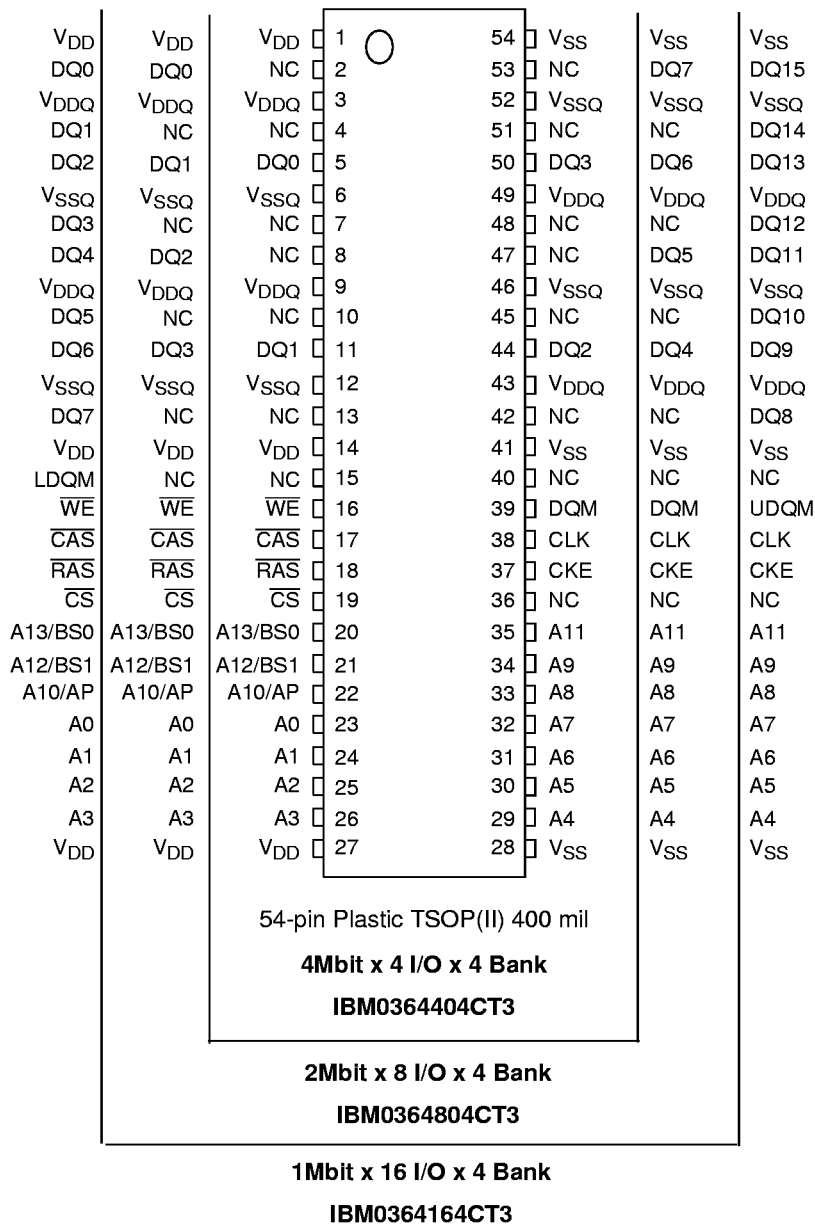 VDD VDD VDD 1 54 VSS VSS VSS
DQ0 DQ0 NC 2 53 NC DQ7 DQ15
VDDQ VDDQ VDDQ 3 52 VSSQ VSSQ VSSQ
DQ1 NC NC 4 51 NC NC DQ14
DQ2 DQ1 DQ0 5 50 DQ3 DQ6 DQ13
VSSQ VSSQ VSSQ 6 49 VDDQ VDDQ VDDQ
DQ3 NC NC 7 48 NC NC DQ12
DQ4 DQ2 NC 8 47 NC DQ5 DQ11
VDDQ VDDQ VDDQ 9 46 VSSQ VSSQ VSSQ
DQ5 NC NC 10 45 NC NC DQ10
DQ6 DQ3 DQ1 11 44 DQ2 DQ4 DQ9
VSSQ VSSQ VSSQ 12 43 VDDQ VDDQ VDDQ
DQ7 NC NC 13 42 NC NC DQ8
VDD VDD VDD 14 41 VSS VSS VSS
LDQM NC NC 15 40 NC NC NC
WE WE WE 16 39 DQM DQM UDQM
CAS CAS CAS 17 38 CLK CLK CLK
RAS RAS RAS 18 37 CKE CKE CKE
CS CS CS 19 36 NC NC NC
A13/BS0 A13/BS0 A13/BS0 20 35 A11 A11 A11
A12/BS1 A12/BS1 A12/BS1 21 34 A9 A9 A9
A10/AP A10/AP A10/AP 22 33 A8 A8 A8
A0 A0 A0 23 32 A7 A7 A7
A1 A1 A1 24 31 A6 A6 A6
A2 A2 A2 25 30 A5 A5 A5
A3 A3 A3 26 29 A4 A4 A4
VDD VDD VDD 27 28 VSS VSS VSS
54-pin Plastic TSOP(II) 400 mil
4Mbit x 4 I/O x 4 Bank
IBM0364404CT3
2Mbit x 8 I/O x 4 Bank
IBM0364804CT3
1Mbit x 16 I/O x 4 Bank
IBM0364164CT3